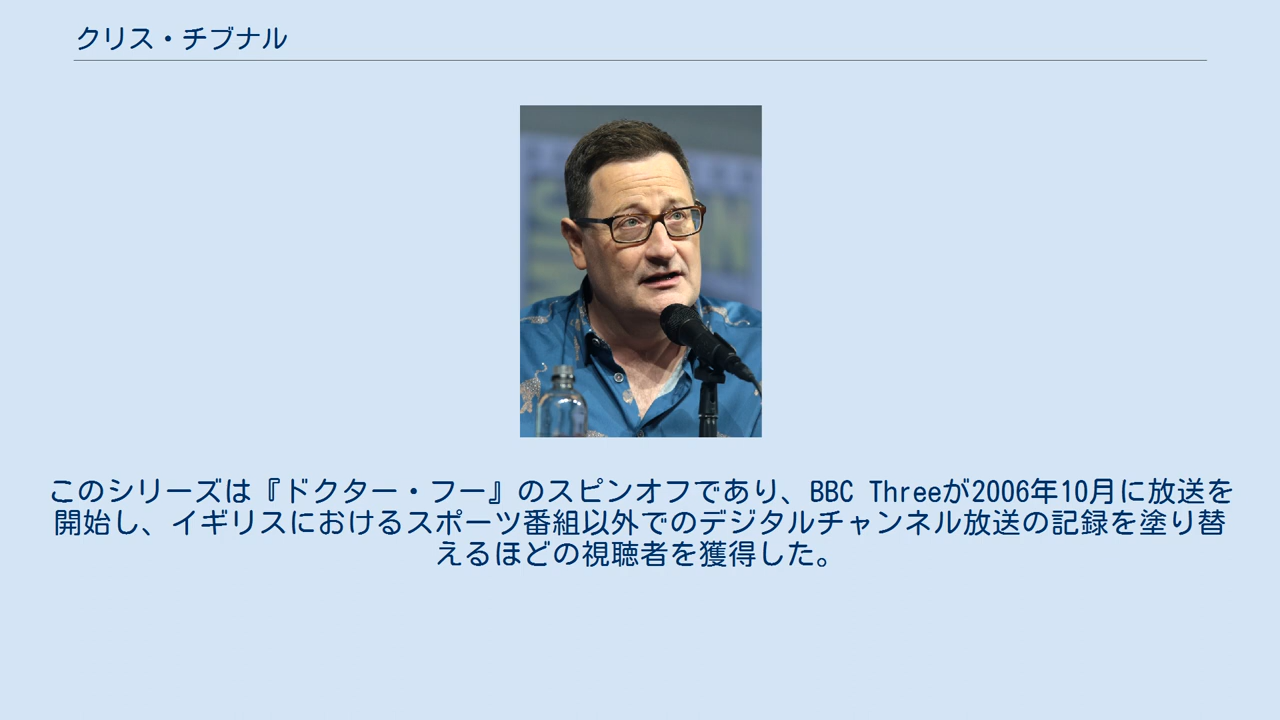 クリス・チブナル
このシリーズは『ドクター・フー』のスピンオフであり、BBC Threeが2006年10月に放送を
開始し、イギリスにおけるスポーツ番組以外でのデジタルチャンネル放送の記録を塗り替
えるほどの視聴者を獲得した。